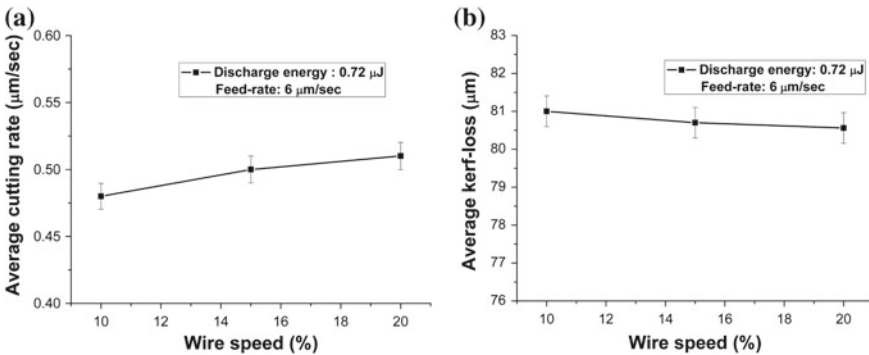 (a)
Average cutting rate (μm/sec)
0.60
0.55
0.50
0.45
0.40
Discharge energy : 0.72 μJ
Feed-rate: 6 μm/sec
10 12 14 16 18 20
Wire speed (%)
(b)
Average kerf-loss (μm)
83
82
81
80
79
78
77
76
Discharge energy: 0.72 μJ
Feed-rate: 6 μm/sec
10 12 14 16 18 20
Wire speed (%)